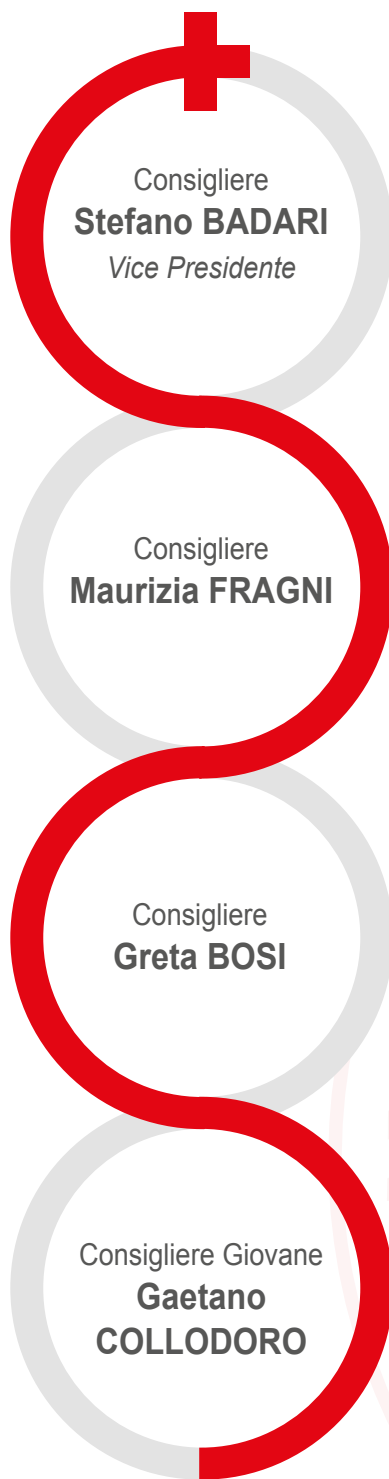 Consigliere
Stefano BADARI
Vice Presidente
Consigliere
Maurizia FRAGNI
Consigliere
Greta BOSI
Consigliere Giovane
Gaetano
COLLODORO